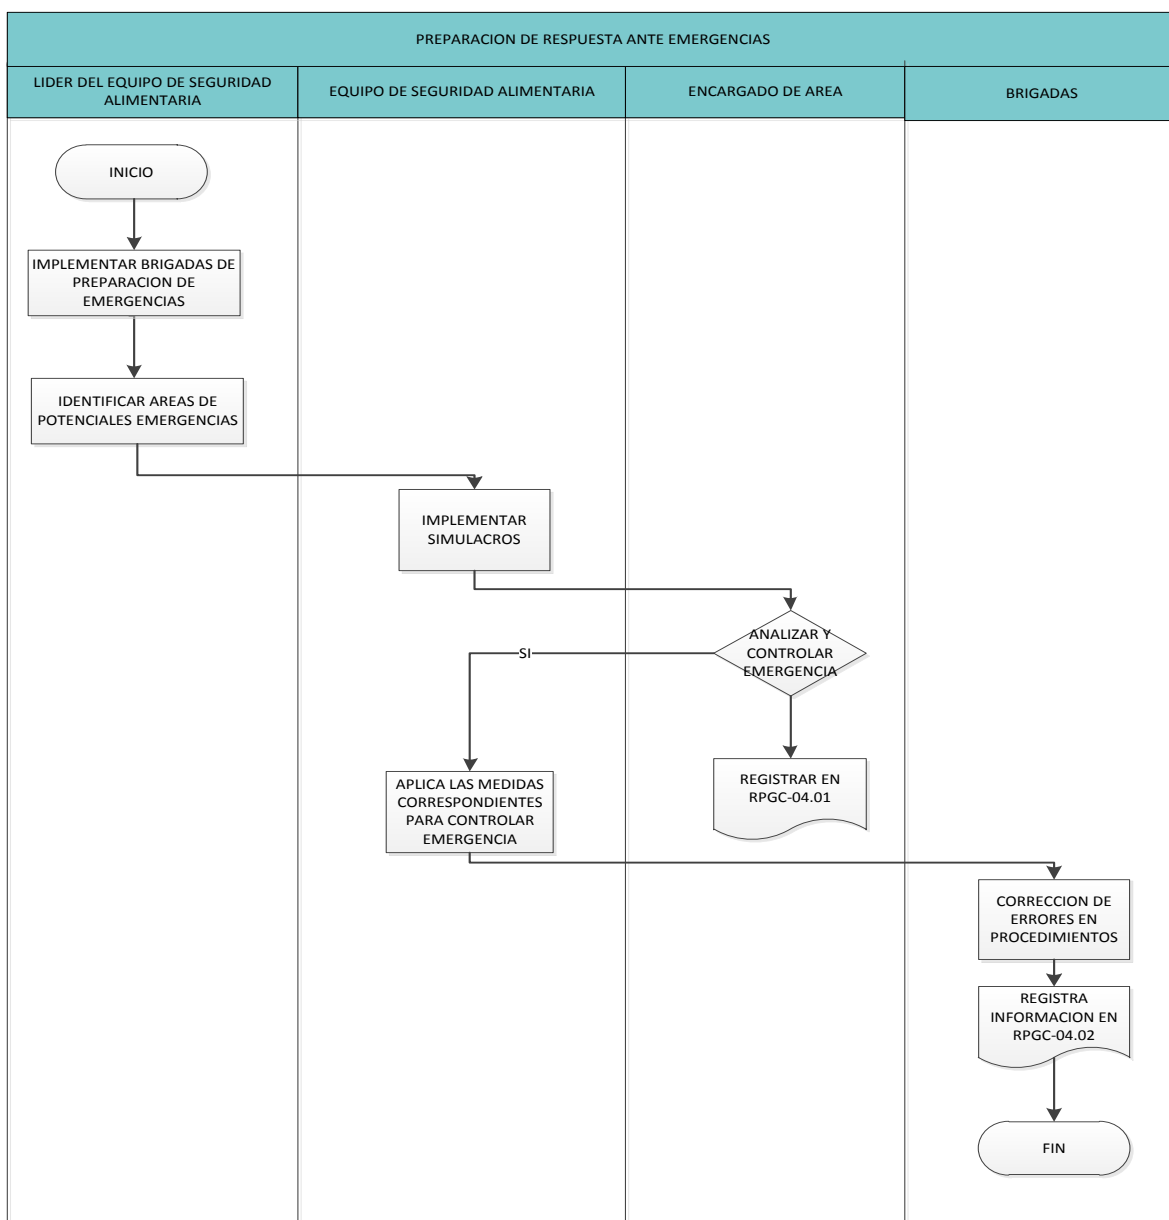 PREPARACION DE RESPUESTA ANTE EMERGENCIAS
LIDER DEL EQUIPO DE SEGURIDAD
ALIMENTARIA
EQUIPO DE SEGURIDAD ALIMENTARIA
ENCARGADO DE AREA
BRIGADAS
INICIO
IMPLEMENTAR BRIGADAS DE
PREPARACION DE
EMERGENCIAS
IDENTIFICAR AREAS DE
POTENCIALES EMERGENCIAS
IMPLEMENTAR
SIMULACROS
ANALIZAR Y
CONTROLAR
EMERGENCIA
SI
APLICA LAS MEDIDAS
CORRESPONDIENTES
PARA CONTROLAR
EMERGENCIA
REGISTRAR EN
RPGC-04.01
CORRECCION DE
ERRORES EN
PROCEDIMIENTOS
REGISTRA
INFORMACION EN
RPGC-04.02
FIN